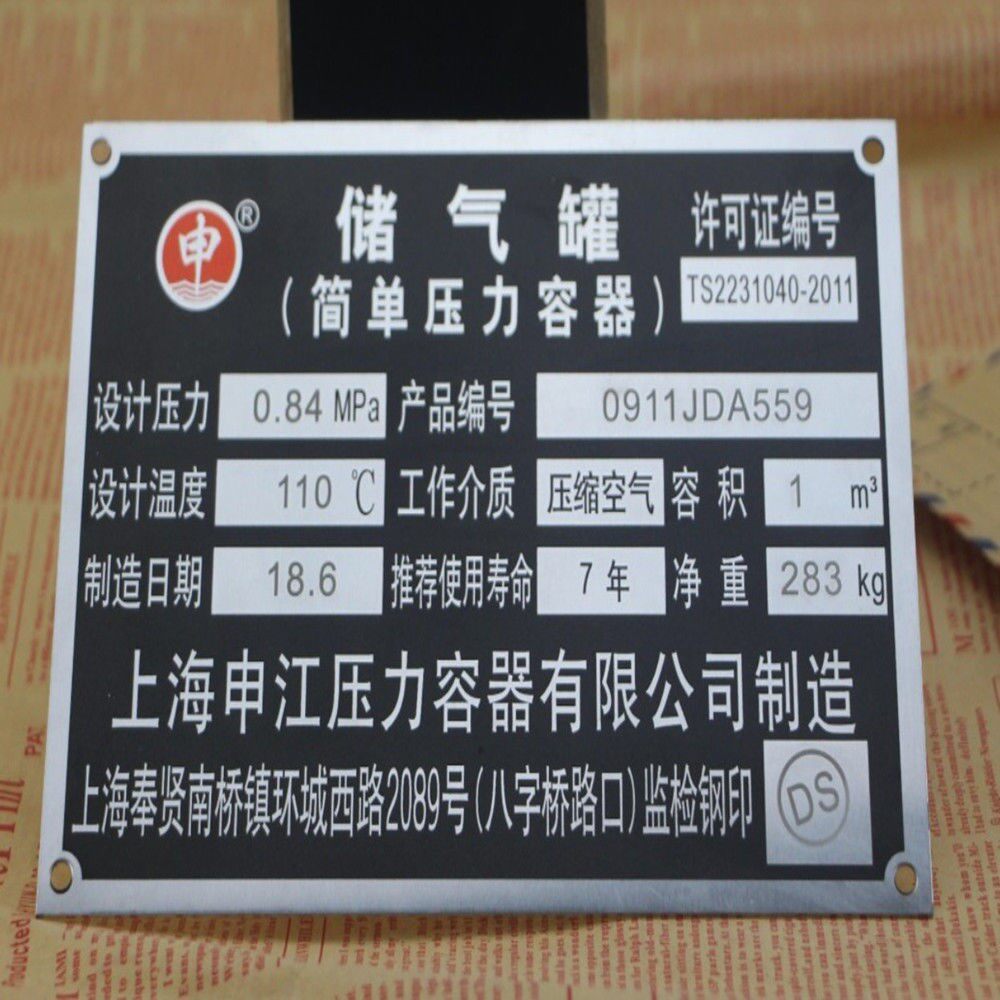 申®
储气罐
(简单压力容器)
许可证编号
TS2231040-2011
设计压力 0.84 MPa 产品编号 0911JDA559
设计温度 110 ℃ 工作介质 压缩空气 容积 1 m³
制造日期 18.6 推荐使用寿命 7年 净重 283 kg
上海申江压力容器有限公司制造
上海奉贤南桥镇环城西路2089号(八字桥路口) 监检钢印 DS